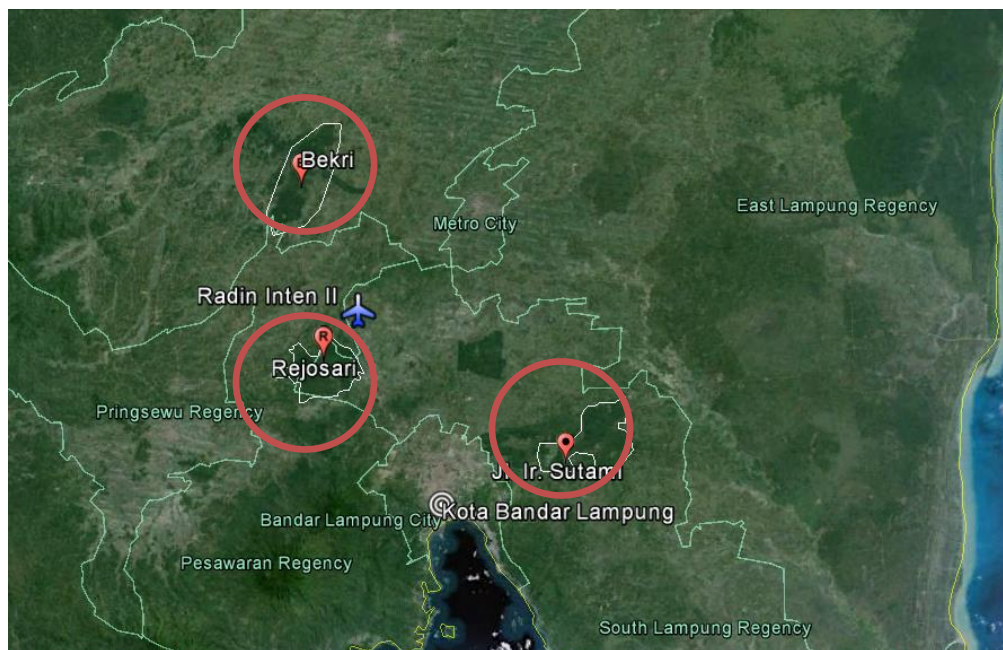 Bekri
East Lampung Regency
Metro City
Radin Inten II
R
Rejosari
Pringsewu Regency
Jl. Ir. Sutami
Kota Bandar Lampung
Bandar Lampung City
Pesawaran Regency
South Lampung Regency